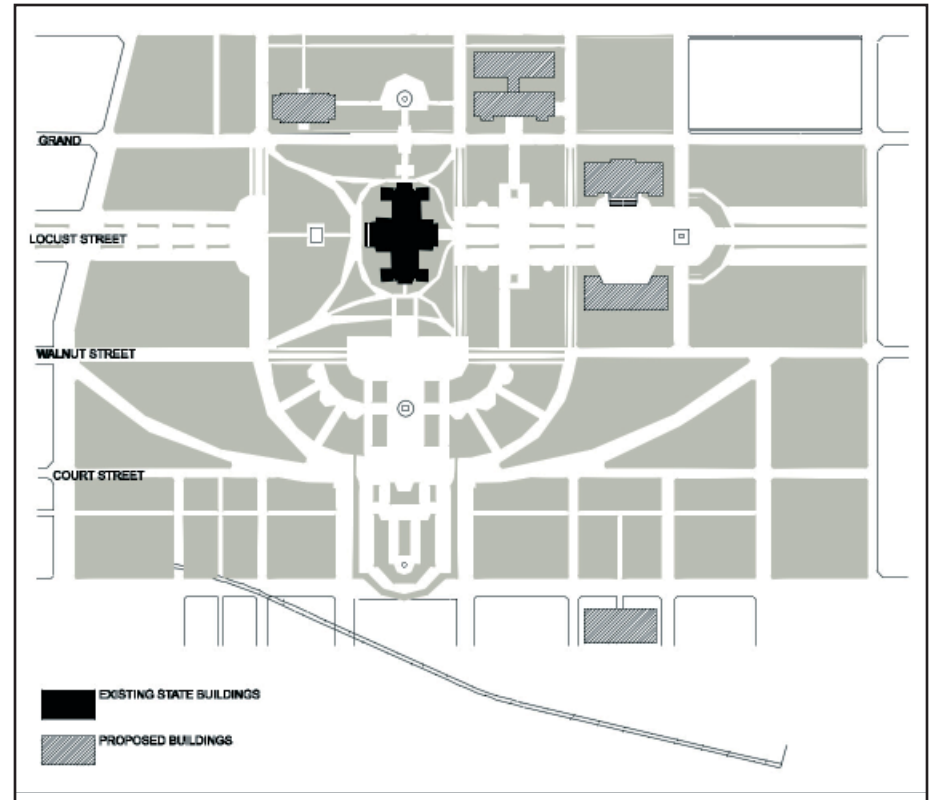 GRAND
LOCUST STREET
WALNUT STREET
COURT STREET
EXISTING STATE BUILDINGS
PROPOSED BUILDINGS